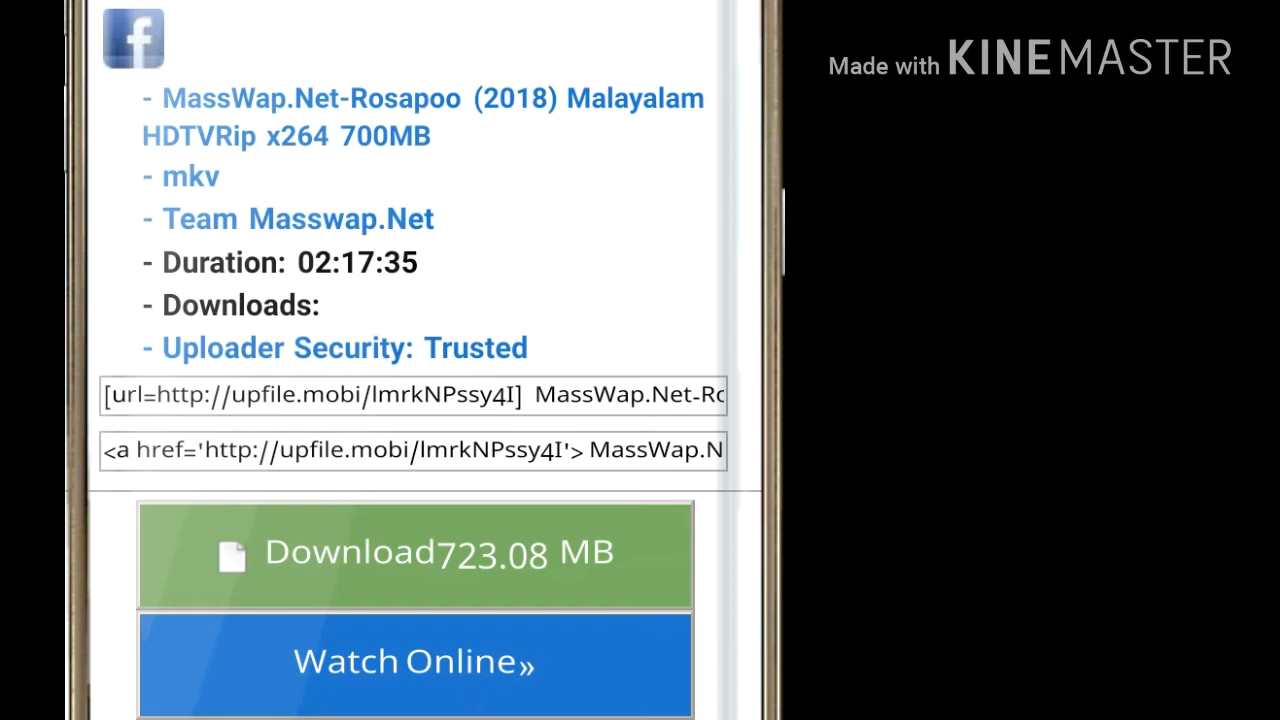 f
Made with KINEMASTER
- MassWap.Net-Rosapoo (2018) Malayalam
HDTVRip x264 700MB
- mkv
- Team Masswap.Net
- Duration: 02:17:35
- Downloads:
- Uploader Security: Trusted
[url=http://upfile.mobi/lmrkNPssy4I] MassWap.Net-Ro
<a href='http://upfile.mobi/lmrkNPssy4I'> MassWap.N
Download723.08 MB
Watch Online»